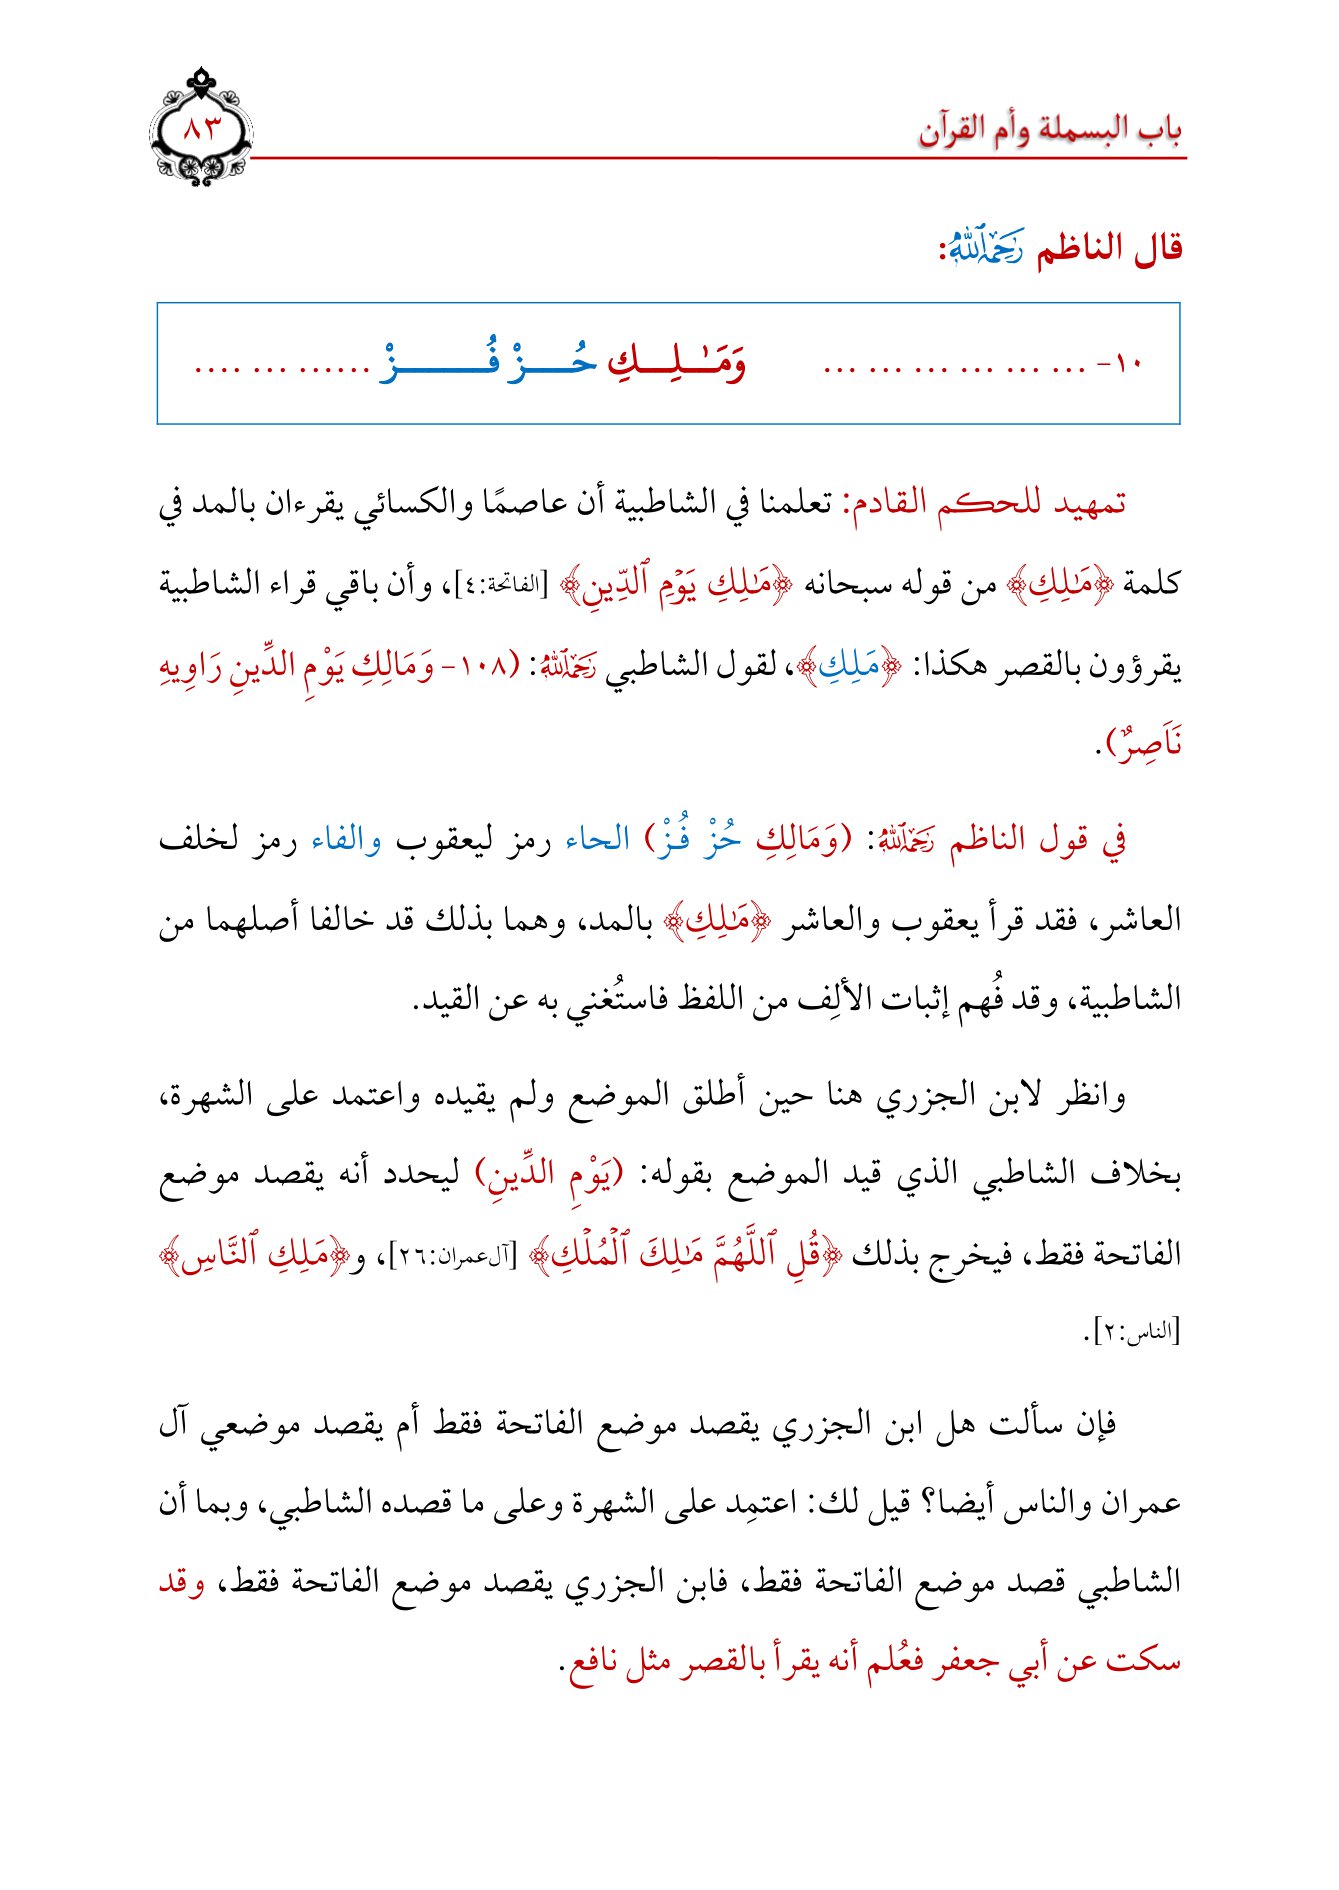 باب البسملة وأم القرآن
٨٣
قال الناظم رَحِمَهُ ٱللَّهُ:
١٠- ... ... ... ... ... ... وَمَٰلِكِ حُزْ فُزْ ...... ... ....
تمهيد للحكم القادم: تعلمنا في الشاطبية أن عاصمًا والكسائي يقرءان بالمد في
كلمة ﴿مَٰلِكِ﴾ من قوله سبحانه ﴿مَٰلِكِ يَوْمِ ٱلدِّينِ﴾ [الفاتحة:٤]، وأن باقي قراء الشاطبية
يقرؤون بالقصر هكذا: ﴿مَلِكِ﴾، لقول الشاطبي رَحِمَهُ ٱللَّهُ: (١٠٨- وَمَالِكِ يَوْمِ الدِّينِ رَاوِيهِ
نَاَصِرٌ).
في قول الناظم رَحِمَهُ ٱللَّهُ: (وَمَالِكِ حُزْ فُزْ) الحاء رمز ليعقوب والفاء رمز لخلف
العاشر، فقد قرأ يعقوب والعاشر ﴿مَٰلِكِ﴾ بالمد، وهما بذلك قد خالفا أصلهما من
الشاطبية، وقد فُهم إثبات الألِف من اللفظ فاستُغني به عن القيد.
وانظر لابن الجزري هنا حين أطلق الموضع ولم يقيده واعتمد على الشهرة،
بخلاف الشاطبي الذي قيد الموضع بقوله: (يَوْمِ الدِّينِ) ليحدد أنه يقصد موضع
الفاتحة فقط، فيخرج بذلك ﴿قُلِ ٱللَّهُمَّ مَٰلِكَ ٱلْمُلْكِ﴾ [آل عمران:٢٦]، و﴿مَلِكِ ٱلنَّاسِ﴾
[الناس:٢].
فإن سألت هل ابن الجزري يقصد موضع الفاتحة فقط أم يقصد موضعي آل
عمران والناس أيضا؟ قيل لك: اعتمِد على الشهرة وعلى ما قصده الشاطبي، وبما أن
الشاطبي قصد موضع الفاتحة فقط، فابن الجزري يقصد موضع الفاتحة فقط، وقد
سكت عن أبي جعفر فعُلم أنه يقرأ بالقصر مثل نافع.